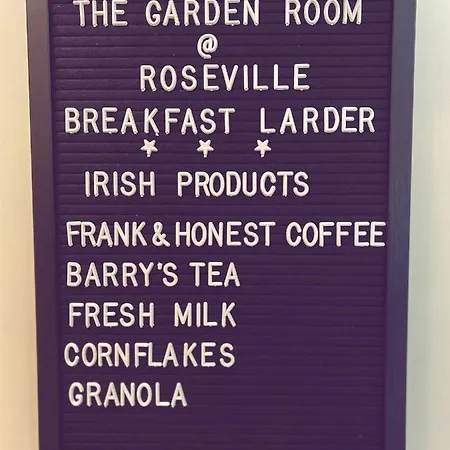 THE GARDEN ROOM
@
ROSEVILLE
BREAKFAST LARDER
IRISH PRODUCTS
FRANK & HONEST COFFEE
BARRY'S TEA
FRESH MILK
CORNFLAKES
GRANOLA